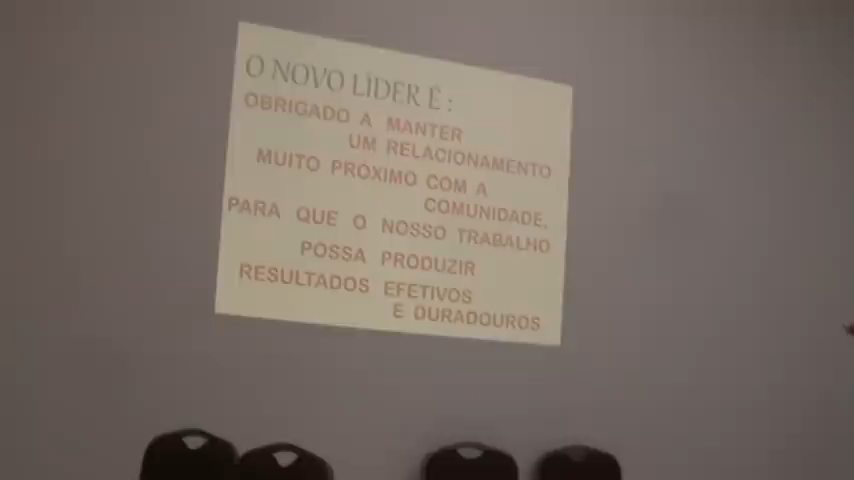 O NOVO LÍDER É :
OBRIGADO A MANTER
UM RELACIONAMENTO
MUITO PRÓXIMO COM A
COMUNIDADE,
PARA QUE O NOSSO TRABALHO
POSSA PRODUZIR
RESULTADOS EFETIVOS
E DURADOUROS